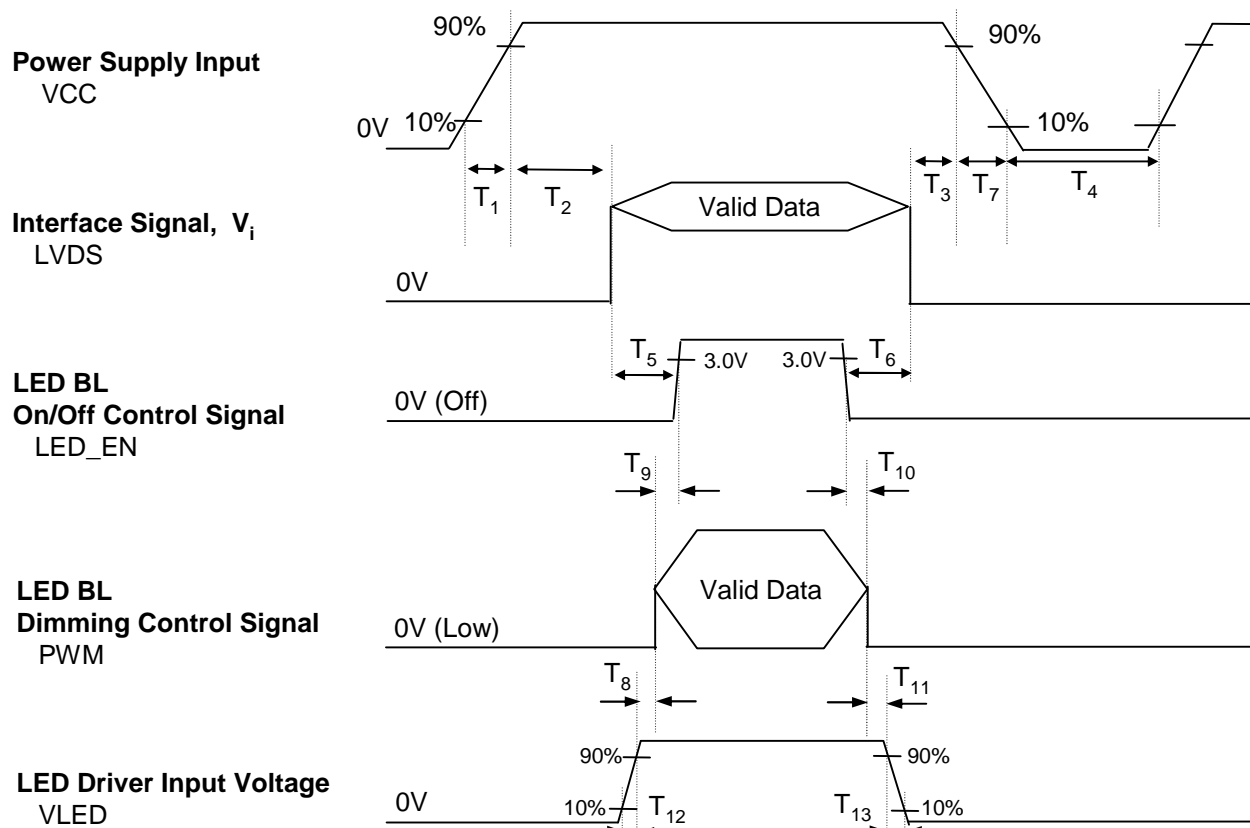 90%
90%
Power Supply Input
VCC
0V
10%
10%
T1
T2
T3
T7
T4
Interface Signal, Vi
LVDS
Valid Data
0V
T5
3.0V
3.0V
T6
LED BL
On/Off Control Signal
LED_EN
0V (Off)
T9
T10
LED BL
Dimming Control Signal
PWM
Valid Data
0V (Low)
T8
T11
LED Driver Input Voltage
VLED
90%
90%
0V
10%
T12
T13
10%